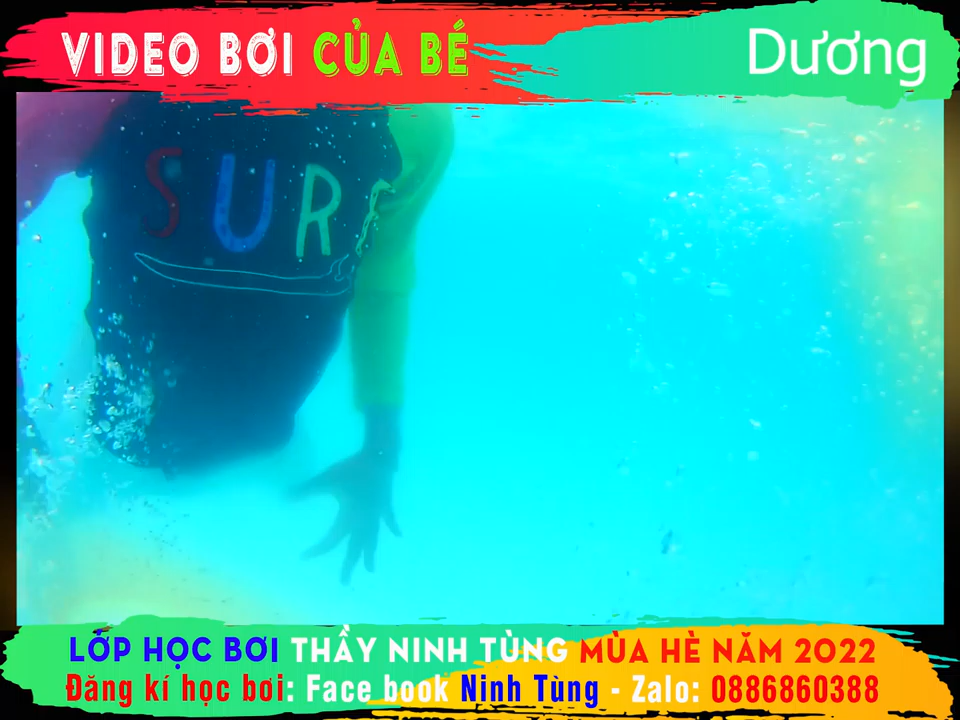 VIDEO BƠI CỦA BÉ
Dương
SURF
LỚP HỌC BƠI THẦY NINH TÙNG MÙA HÈ NĂM 2022
Đăng kí học bơi: Face book Ninh Tùng - Zalo: 0886860388